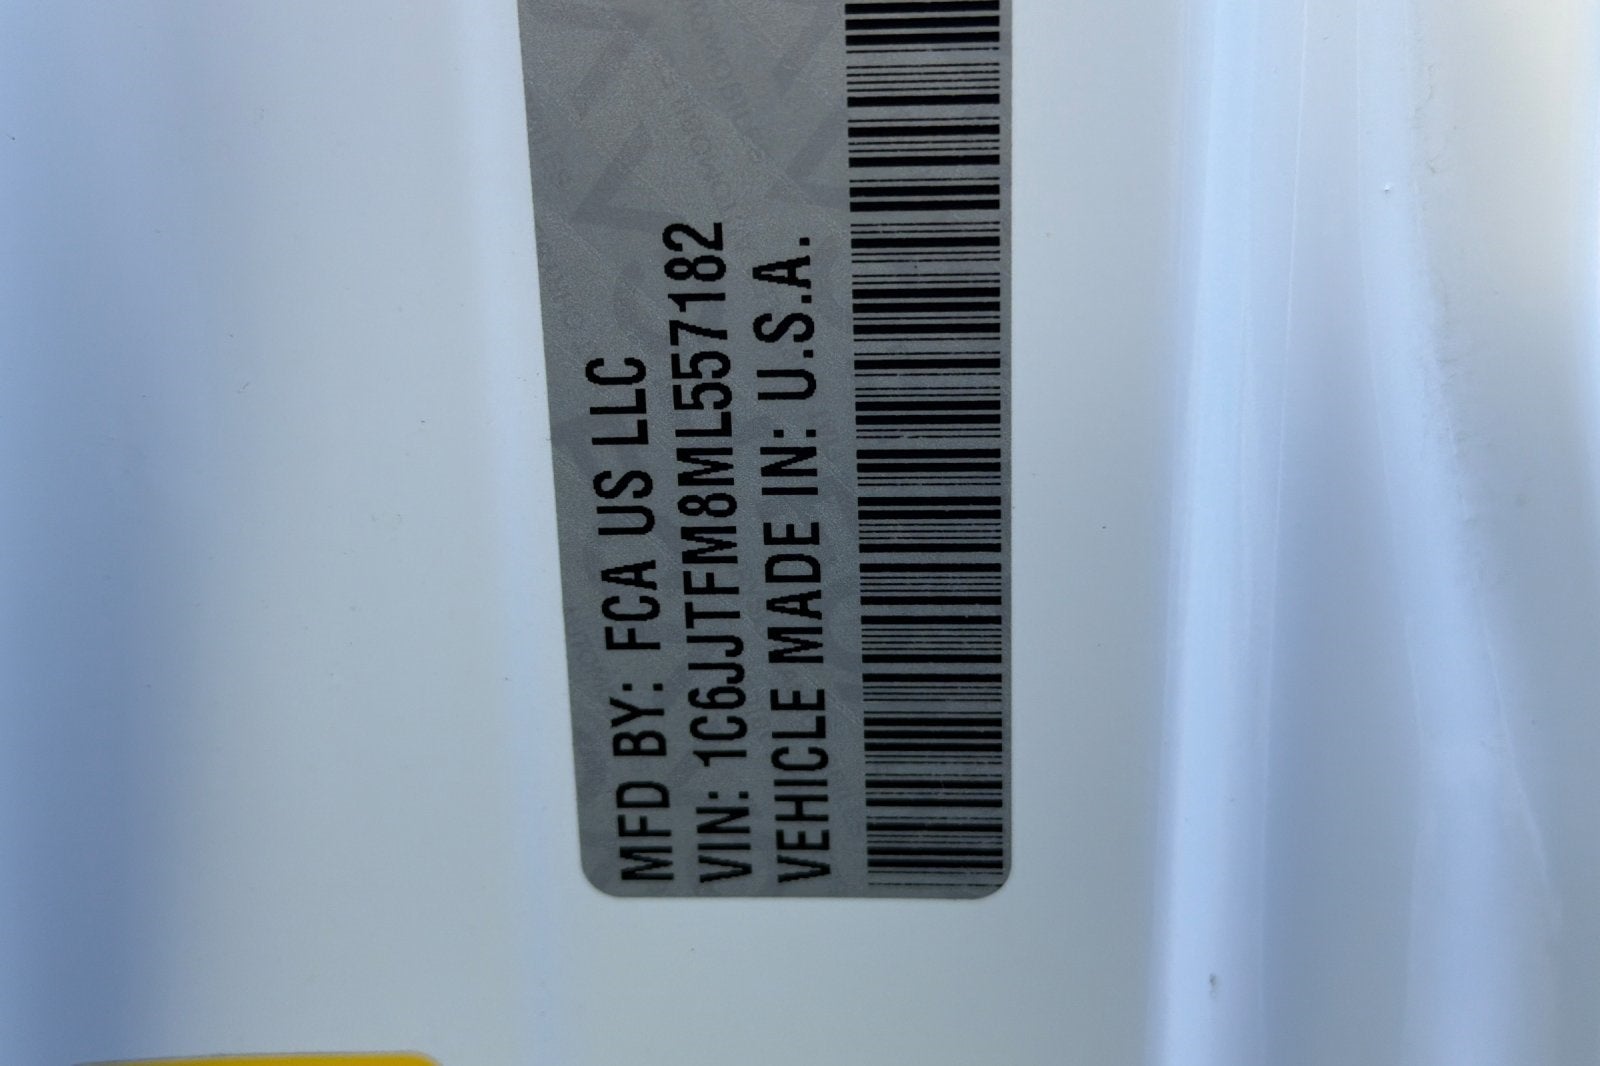 MFD BY: FCA US LLC
VIN: 1C6JJTFM8ML557182
VEHICLE MADE IN: U.S.A.